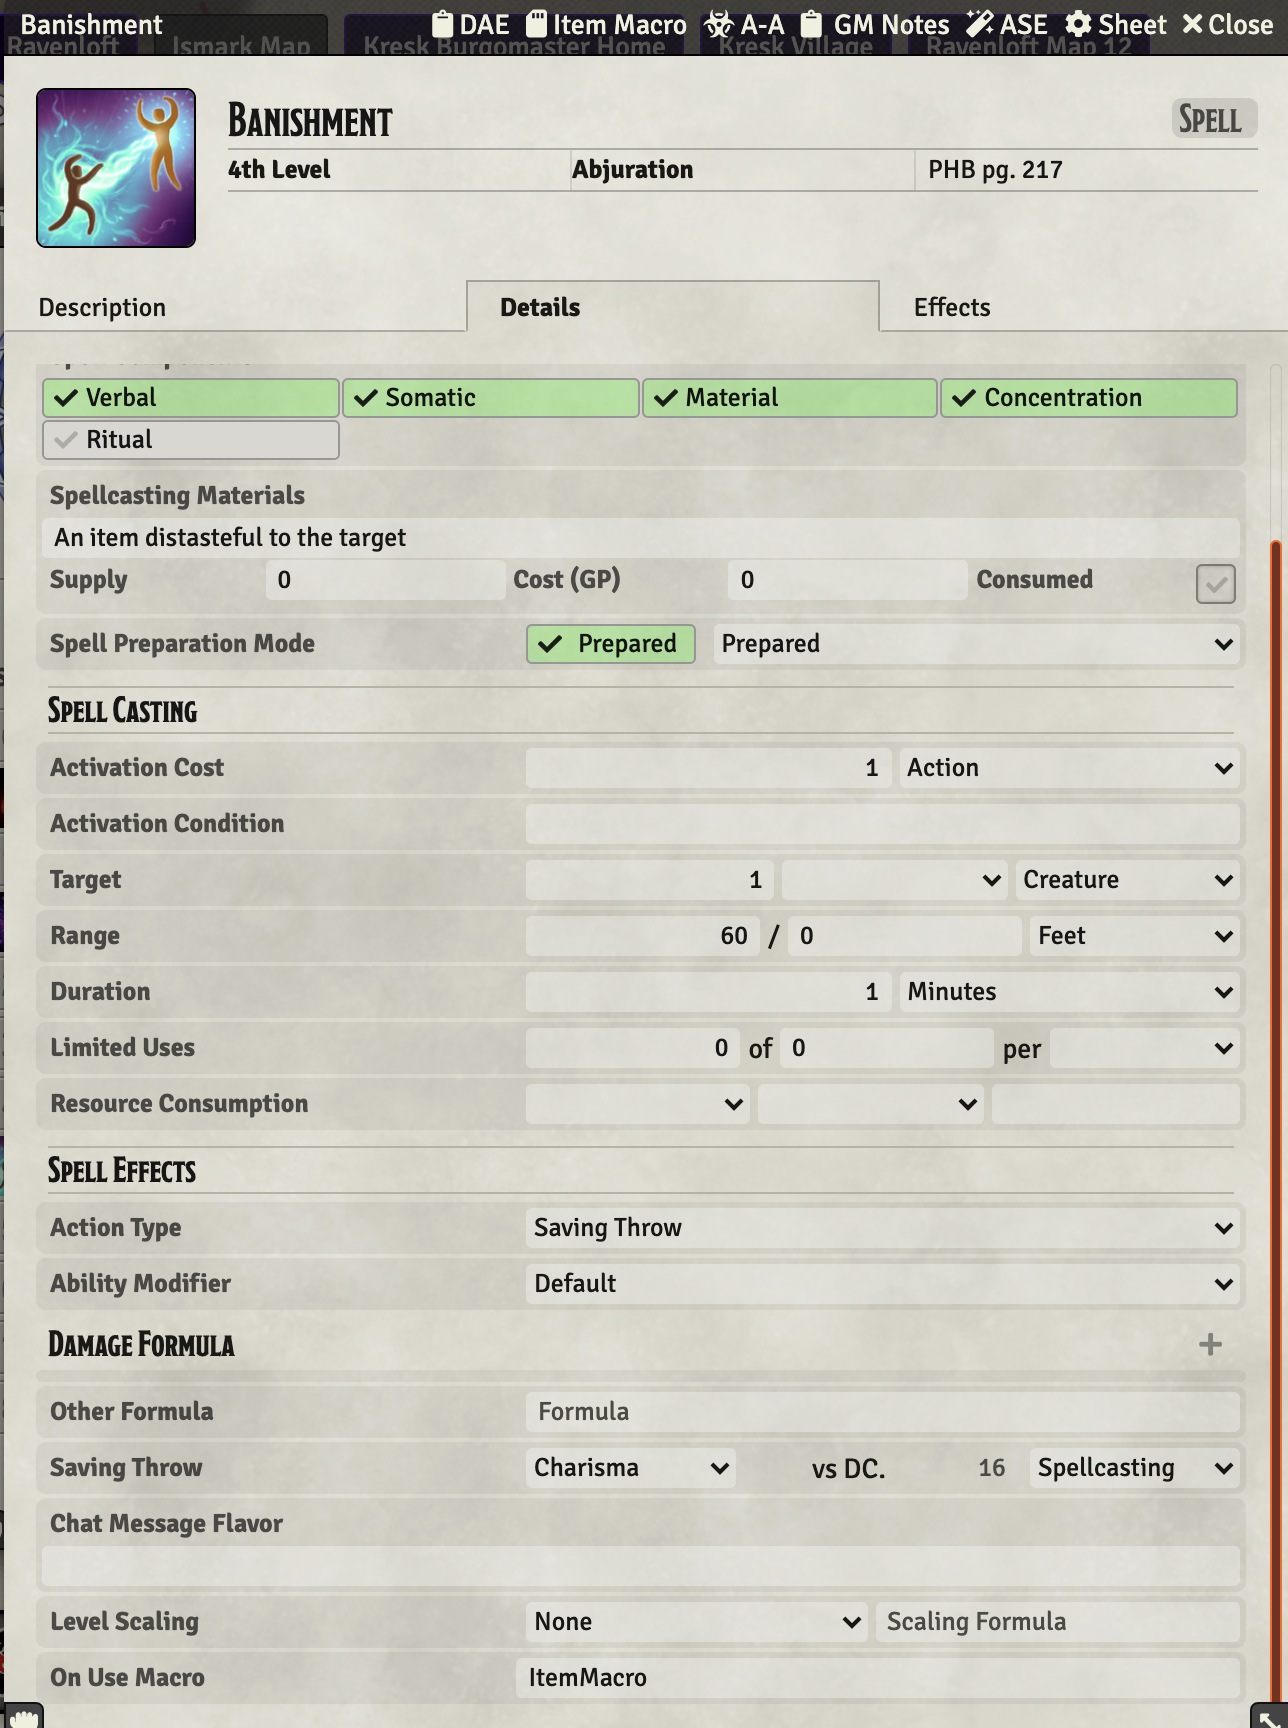 Banishment DAE Item Macro A-A GM Notes ASE Sheet Close
Ravenloft Ismark Map Kresk Burgomaster Home Kresk Village Ravenloft Map 12
Banishment Spell
4th Level Abjuration PHB pg. 217
Description Details Effects
Verbal Somatic Material Concentration
Ritual
Spellcasting Materials
An item distasteful to the target
Supply 0 Cost (GP) 0 Consumed
Spell Preparation Mode Prepared Prepared
Spell Casting
Activation Cost 1 Action
Activation Condition
Target 1 Creature
Range 60 / 0 Feet
Duration 1 Minutes
Limited Uses 0 of 0 per
Resource Consumption
Spell Effects
Action Type Saving Throw
Ability Modifier Default
Damage Formula
Other Formula Formula
Saving Throw Charisma vs DC. 16 Spellcasting
Chat Message Flavor
Level Scaling None Scaling Formula
On Use Macro ItemMacro